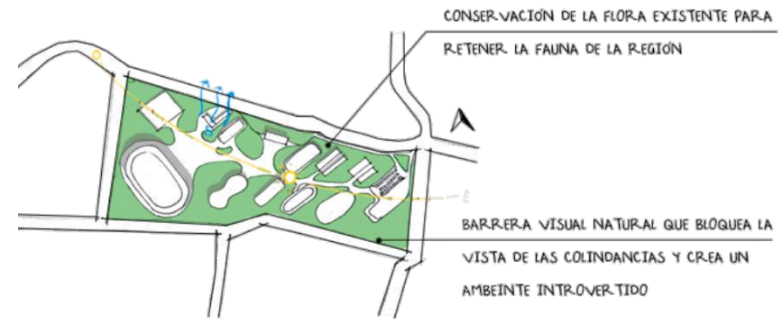 CONSERVACIÓN DE LA FLORA EXISTENTE PARA
RETENER LA FAUNA DE LA REGIÓN
BARRERA VISUAL NATURAL QUE BLOQUEA LA
VISTA DE LAS COLINDANCIAS Y CREA UN
AMBEINTE INTROVERTIDO